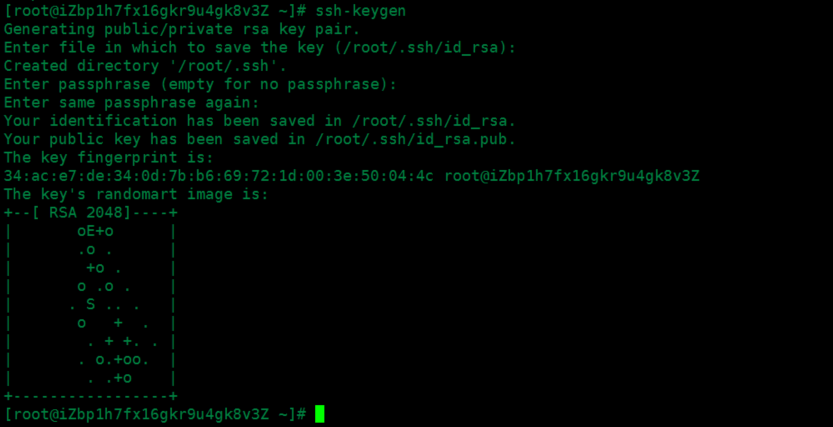 [root@iZbp1h7fx16gkr9u4gk8v3Z ~]# ssh-keygen
Generating public/private rsa key pair.
Enter file in which to save the key (/root/.ssh/id_rsa):
Created directory '/root/.ssh'.
Enter passphrase (empty for no passphrase):
Enter same passphrase again:
Your identification has been saved in /root/.ssh/id_rsa.
Your public key has been saved in /root/.ssh/id_rsa.pub.
The key fingerprint is:
34:ac:e7:de:34:0d:7b:b6:69:72:1d:00:3e:50:04:4c root@iZbp1h7fx16gkr9u4gk8v3Z
The key's randomart image is:
+--[ RSA 2048]----+
|       oE+o      |
|       .o .      |
|        +o .     |
|       o .o .    |
|      . S .. .   |
|       o   +  .  |
|        . + +. . |
|       . o.+oo.  |
|        . .+o    |
+-----------------+
[root@iZbp1h7fx16gkr9u4gk8v3Z ~]#